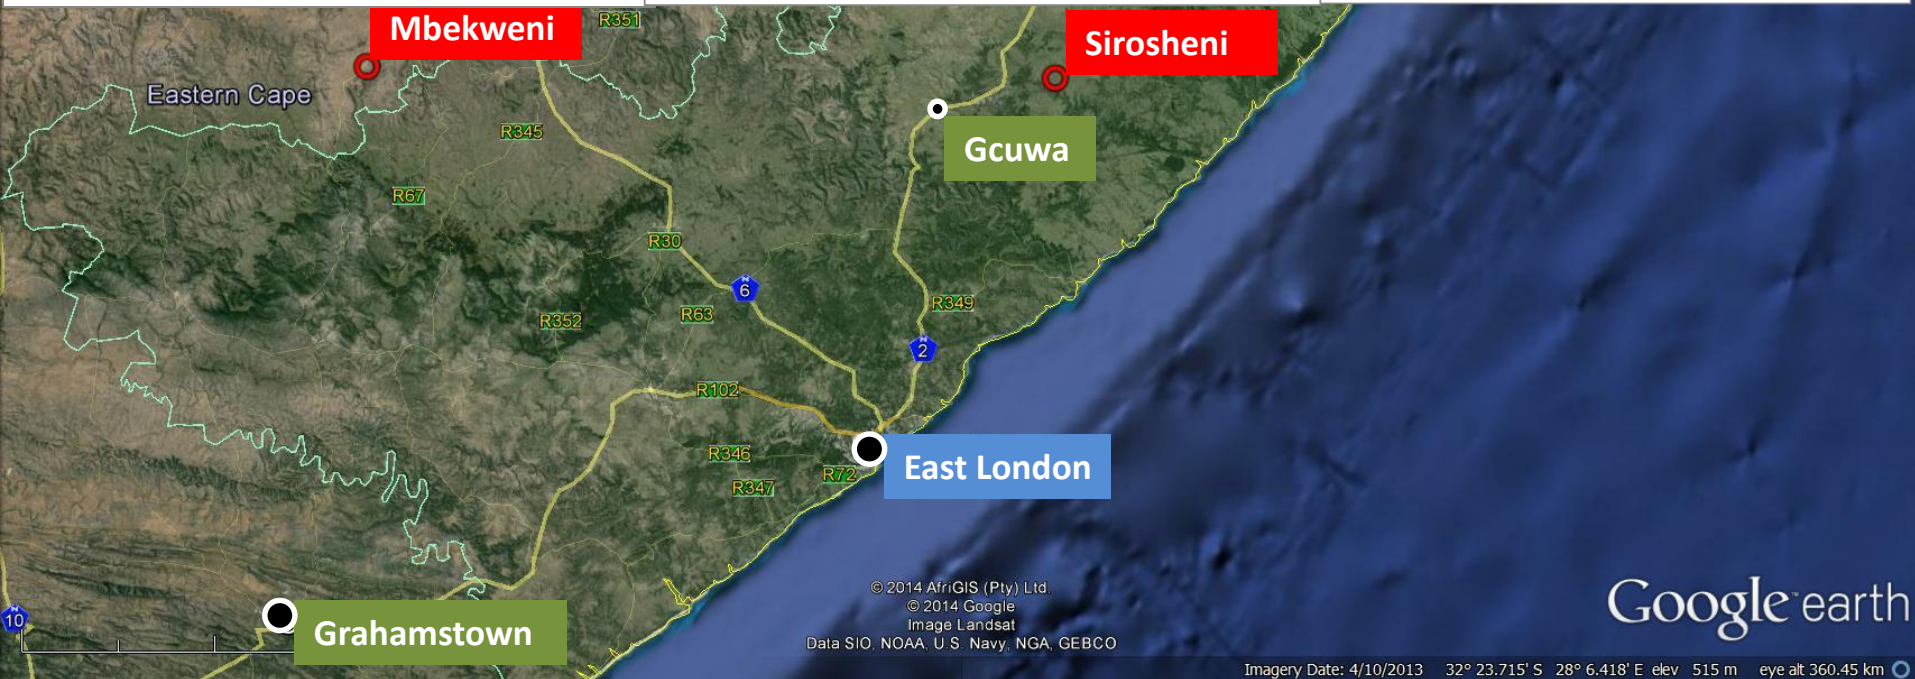 R351
Mbekweni
Sirosheni
Eastern Cape
R345
Gcuwa
R67
R30
6
R63
R349
R352
2
R102
R346
East London
R72
R347
© 2014 AfriGIS (Pty) Ltd.
© 2014 Google
Image Landsat
Data SIO, NOAA, U.S. Navy, NGA, GEBCO
Google earth
N
10
Grahamstown
Imagery Date: 4/10/2013 32° 23.715' S 28° 6.418' E elev 515 m eye alt 360.45 km